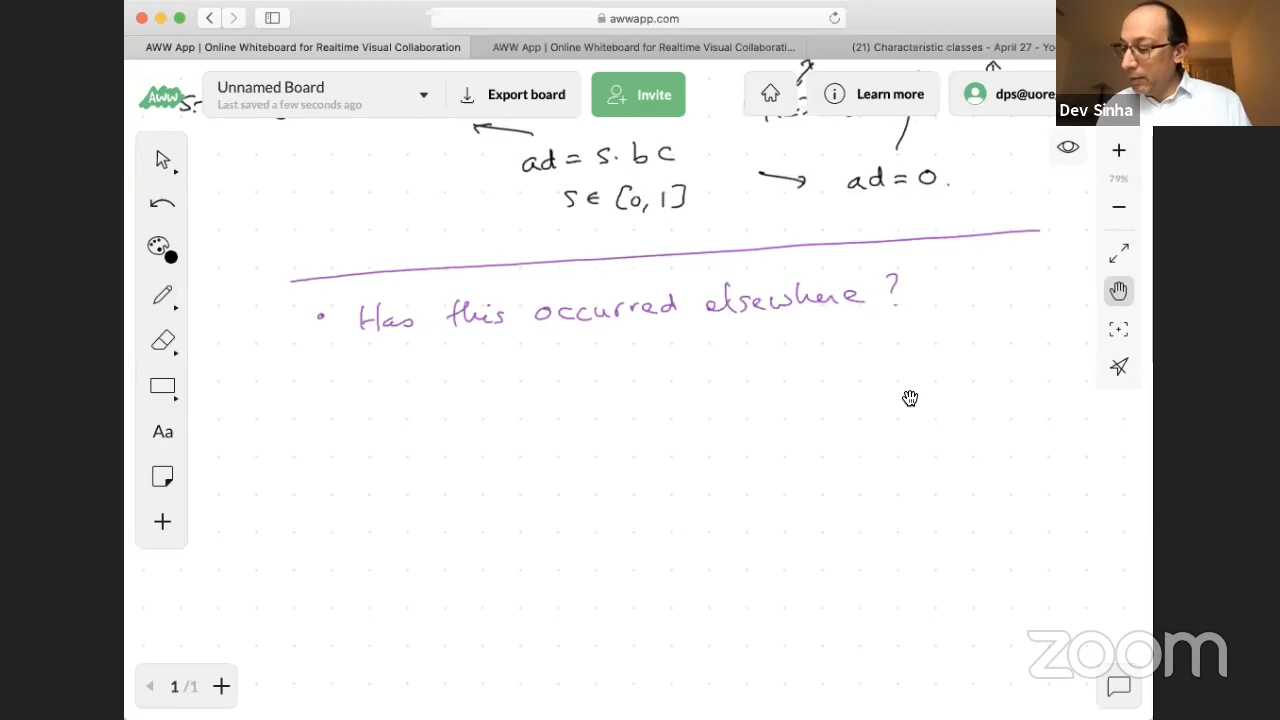 awwapp.com
AWW App | Online Whiteboard for Realtime Visual Collaboration
AWW App | Online Whiteboard for Realtime Visual Collaborati...
(21) Characteristic classes - April 27 - Yo
AWW
Unnamed Board
Last saved a few seconds ago
Export board
Invite
Learn more
dps@uore
Dev Sinha
ad = s. bc
s ∈ [0, 1]
→ ad = 0.
79%
• Has this occurred elsewhere ?
Aa
1 /1
zoom